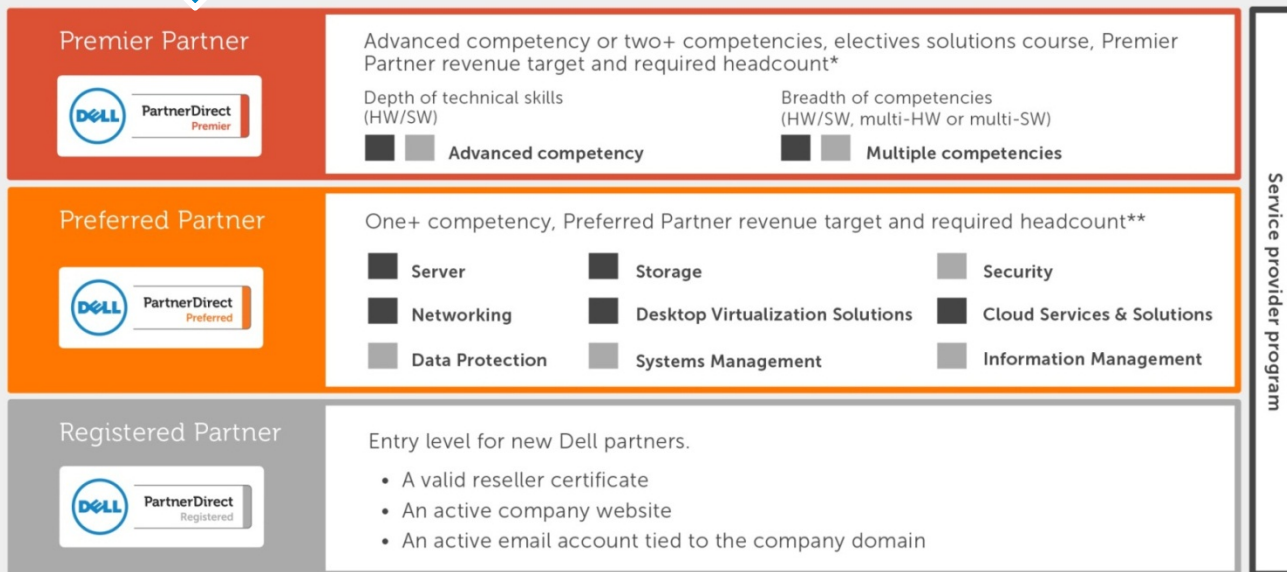 Premier Partner
DELL
PartnerDirect
Premier
Advanced competency or two+ competencies, electives solutions course, Premier
Partner revenue target and required headcount*
Depth of technical skills
(HW/SW)
Advanced competency
Breadth of competencies
(HW/SW, multi-HW or multi-SW)
Multiple competencies
Preferred Partner
DELL
PartnerDirect
Preferred
One+ competency, Preferred Partner revenue target and required headcount**
Server
Storage
Security
Networking
Desktop Virtualization Solutions
Cloud Services & Solutions
Data Protection
Systems Management
Information Management
Registered Partner
DELL
PartnerDirect
Registered
Entry level for new Dell partners.
• A valid reseller certificate
• An active company website
• An active email account tied to the company domain
Service provider program